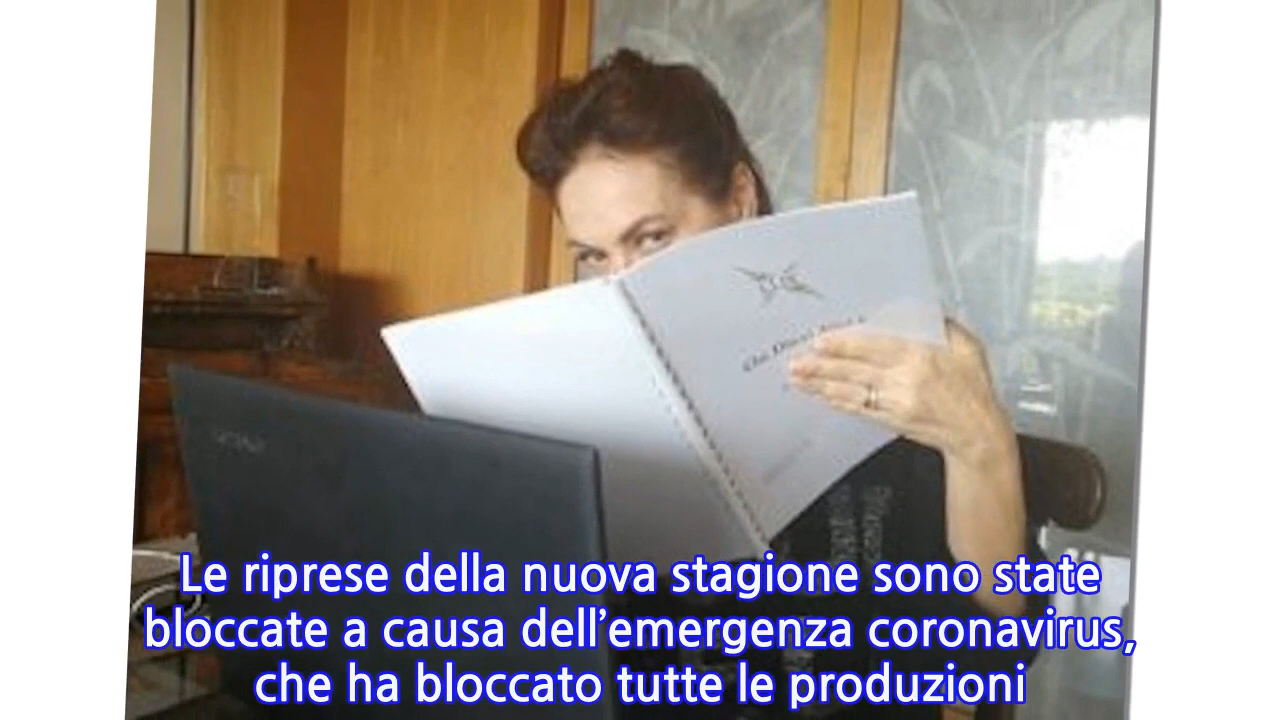 Le riprese della nuova stagione sono state
bloccate a causa dell'emergenza coronavirus,
che ha bloccato tutte le produzioni